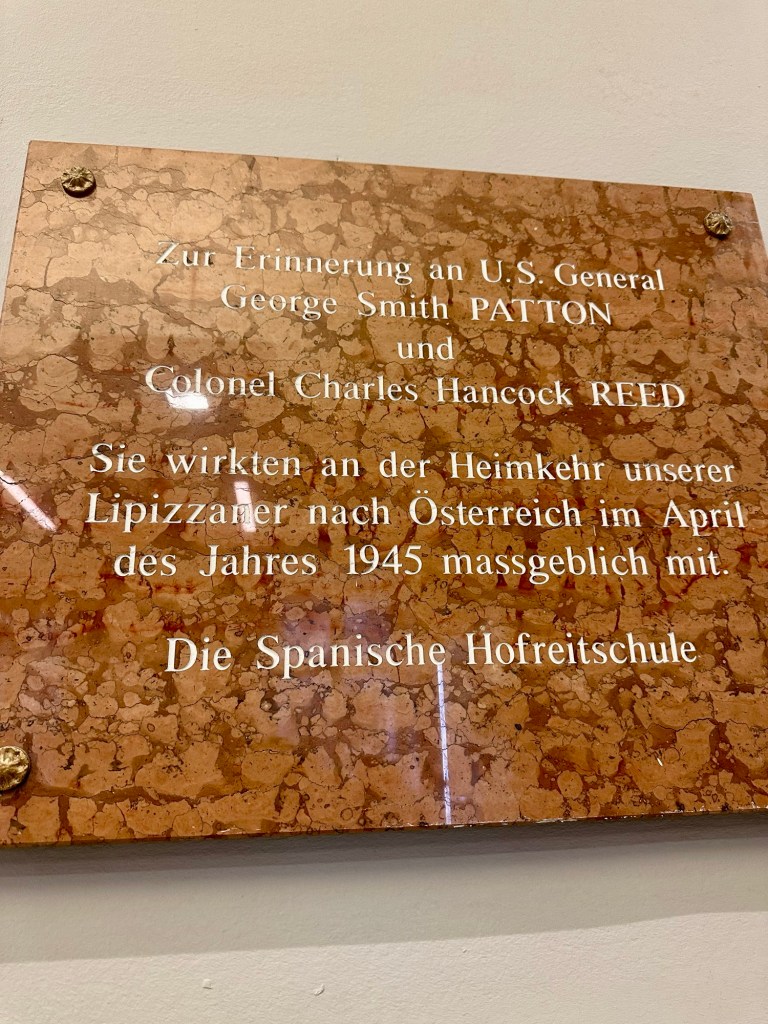 Zur Erinnerung an U.S. General
George Smith PATTON
und
Colonel Charles Hancock REED
Sie wirkten an der Heimkehr unserer
Lipizzaner nach Österreich im April
des Jahres 1945 massgeblich mit.
Die Spanische Hofreitschule